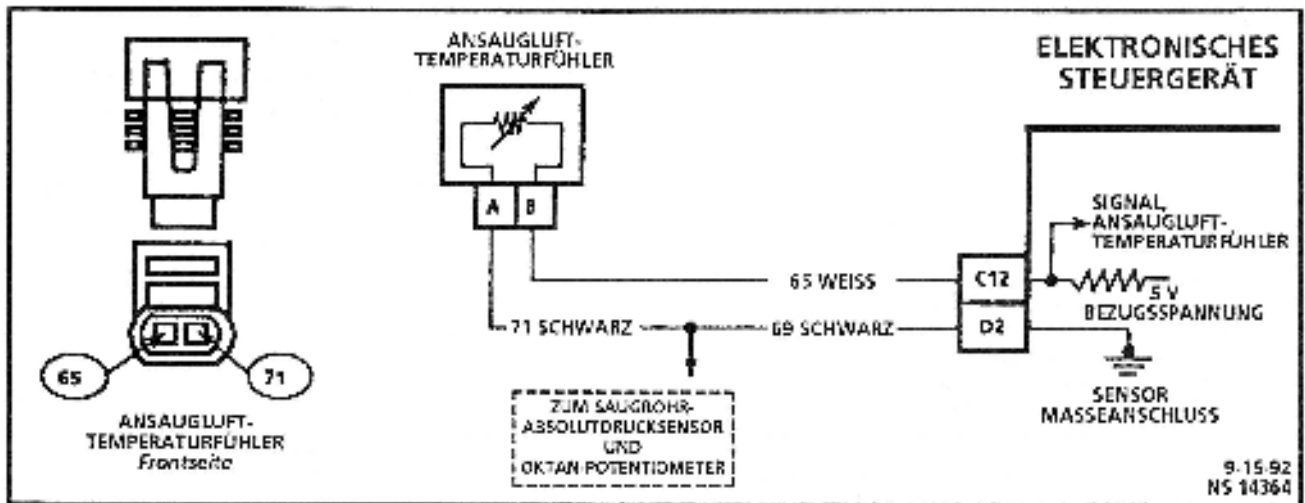 65
71
ANSAUGLUFT-
TEMPERATURFÜHLER
Frontseite
ANSAUGLUFT-
TEMPERATURFÜHLER
A B
65 WEISS
71 SCHWARZ
69 SCHWARZ
ZUM SAUGROHR-
ABSOLUTDRUCKSENSOR
UND
OKTAN-POTENTIOMETER
ELEKTRONISCHES
STEUERGERÄT
C12
D2
SIGNAL,
ANSAUGLUFT-
TEMPERATURFÜHLER
5 V
BEZUGSSPANNUNG
SENSOR
MASSEANSCHLUSS
9-15-92
NS 14364